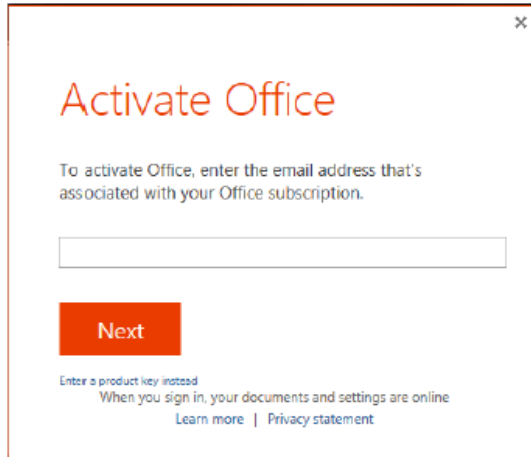 Activate Office
To activate Office, enter the email address that's
associated with your Office subscription.
Next
Enter a product key instead
When you sign in, your documents and settings are online
Learn more | Privacy statement